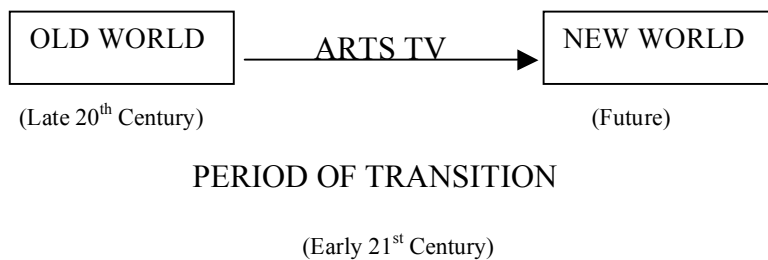 OLD WORLD ARTS TV NEW WORLD
(Late 20th Century) (Future)
PERIOD OF TRANSITION
(Early 21st Century)